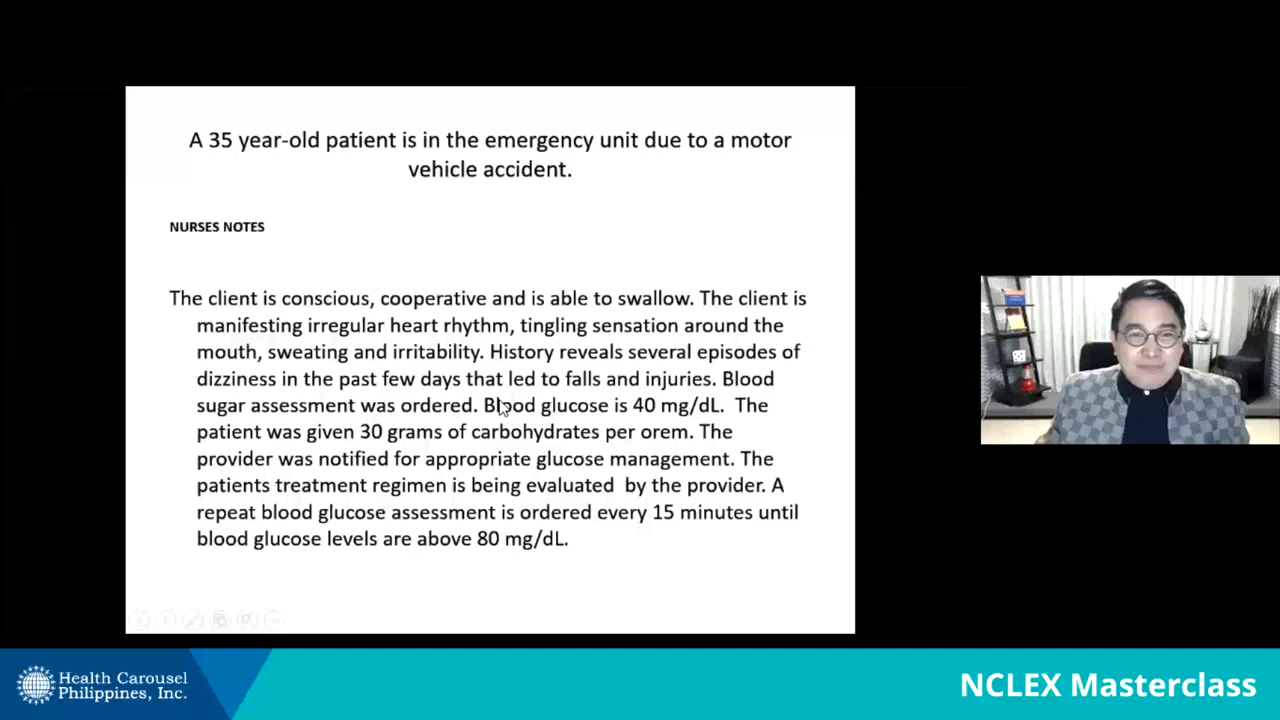 A 35 year-old patient is in the emergency unit due to a motor
vehicle accident.
NURSES NOTES
The client is conscious, cooperative and is able to swallow. The client is
manifesting irregular heart rhythm, tingling sensation around the
mouth, sweating and irritability. History reveals several episodes of
dizziness in the past few days that led to falls and injuries. Blood
sugar assessment was ordered. Blood glucose is 40 mg/dL. The
patient was given 30 grams of carbohydrates per orem. The
provider was notified for appropriate glucose management. The
patients treatment regimen is being evaluated by the provider. A
repeat blood glucose assessment is ordered every 15 minutes until
blood glucose levels are above 80 mg/dL.
Health Carousel
Philippines, Inc.
NCLEX Masterclass